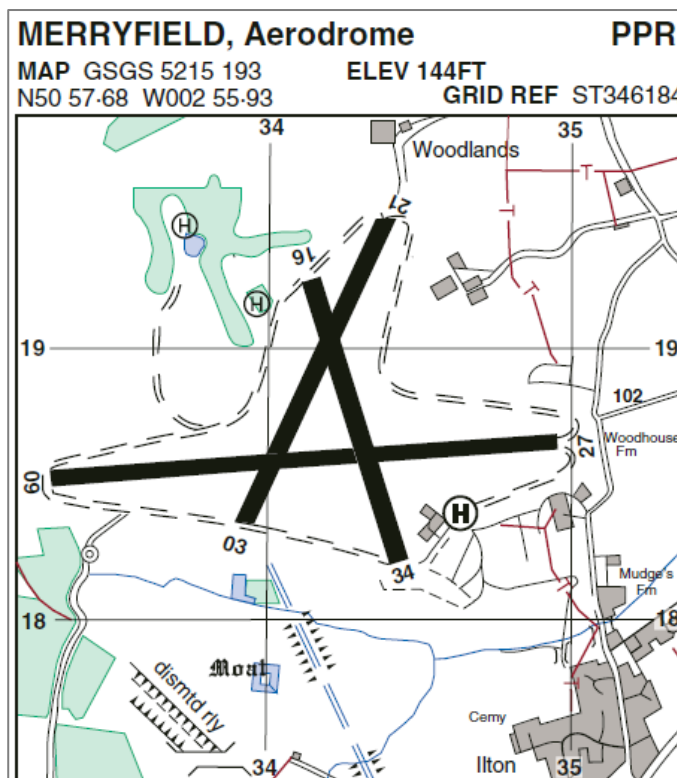 MERRYFIELD, Aerodrome PPR
MAP GSGS 5215 193 ELEV 144FT
N50 57·68 W002 55·93 GRID REF ST346184
34 35
Woodlands
H
21
16
H
19 19
102
27 Woodhouse
Fm
09
H
03
34
Mudge's
Fm
18 18
Moat
dismtd rly
Cemy
34 Ilton 35